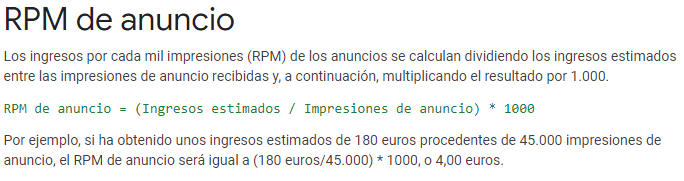 RPM de anuncio
Los ingresos por cada mil impresiones (RPM) de los anuncios se calculan dividiendo los ingresos estimados
entre las impresiones de anuncio recibidas y, a continuación, multiplicando el resultado por 1.000.
RPM de anuncio = (Ingresos estimados / Impresiones de anuncio) * 1000
Por ejemplo, si ha obtenido unos ingresos estimados de 180 euros procedentes de 45.000 impresiones de
anuncio, el RPM de anuncio será igual a (180 euros/45.000) * 1000, o 4,00 euros.